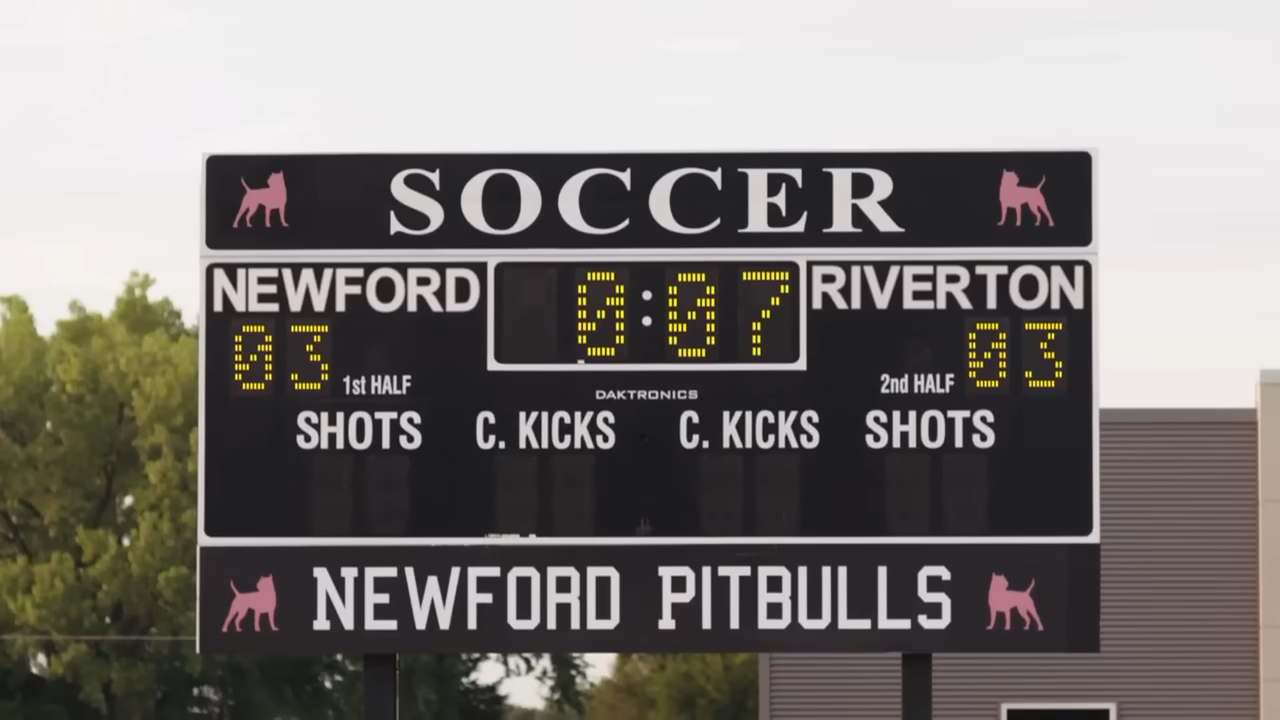 SOCCER
NEWFORD 0:07 RIVERTON
03 1st HALF 2nd HALF 03
DAKTRONICS
SHOTS C. KICKS C. KICKS SHOTS
NEWFORD PITBULLS